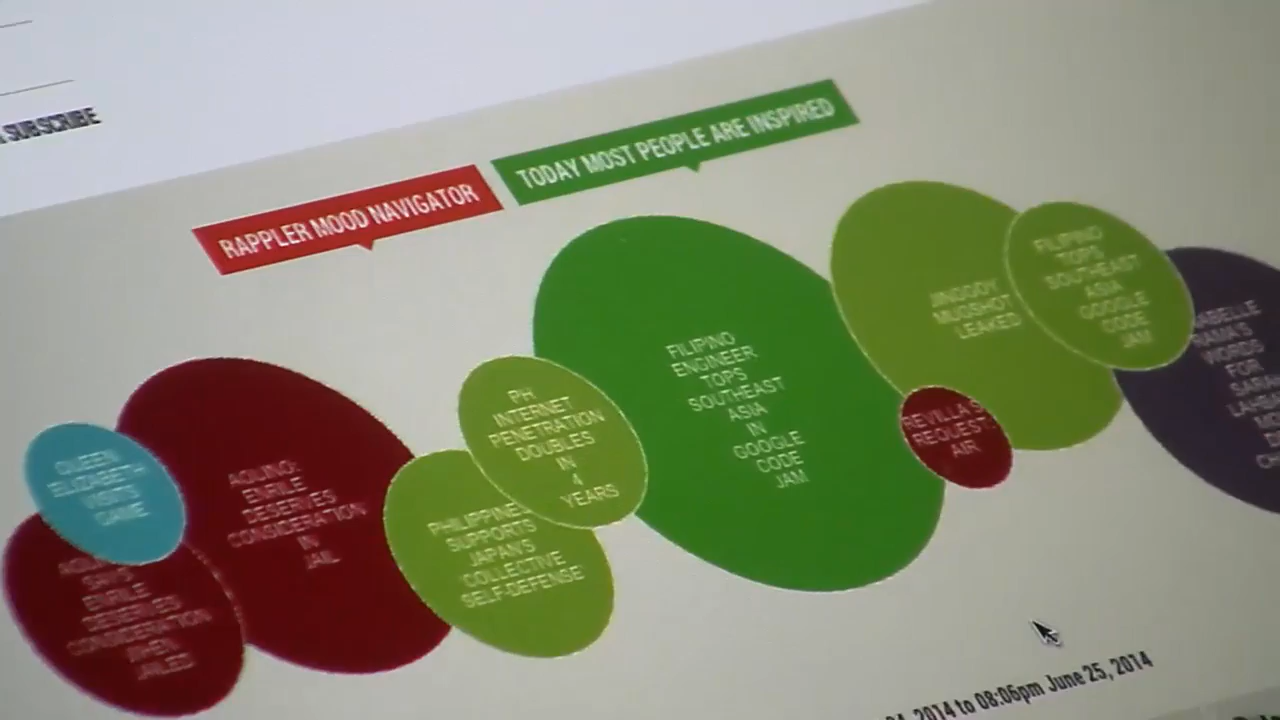 SUBSCRIBE
RAPPLER MOOD NAVIGATOR
TODAY MOST PEOPLE ARE INSPIRED
QUEEN
ELIZABETH
VISITS
GAME
SAYS
ENRILE
DESERVES
CONSIDERATION
WHEN
JAILED
AQUINO:
ENRILE
DESERVES
CONSIDERATION
IN
JAIL
PHILIPPINES
SUPPORTS
JAPAN'S
'COLLECTIVE
SELF-DEFENSE'
PH
INTERNET
PENETRATION
DOUBLES
IN
4
YEARS
FILIPINO
ENGINEER
TOPS
SOUTHEAST
ASIA
IN
GOOGLE
CODE
JAM
JINGGOY
MUGSHOT
LEAKED
REVILLA'S
REQUEST:
AIR
FILIPINO
TOPS
SOUTHEAST
ASIA
GOOGLE
CODE
JAM
WORDS
FOR
2014 to 08:06pm June 25, 2014